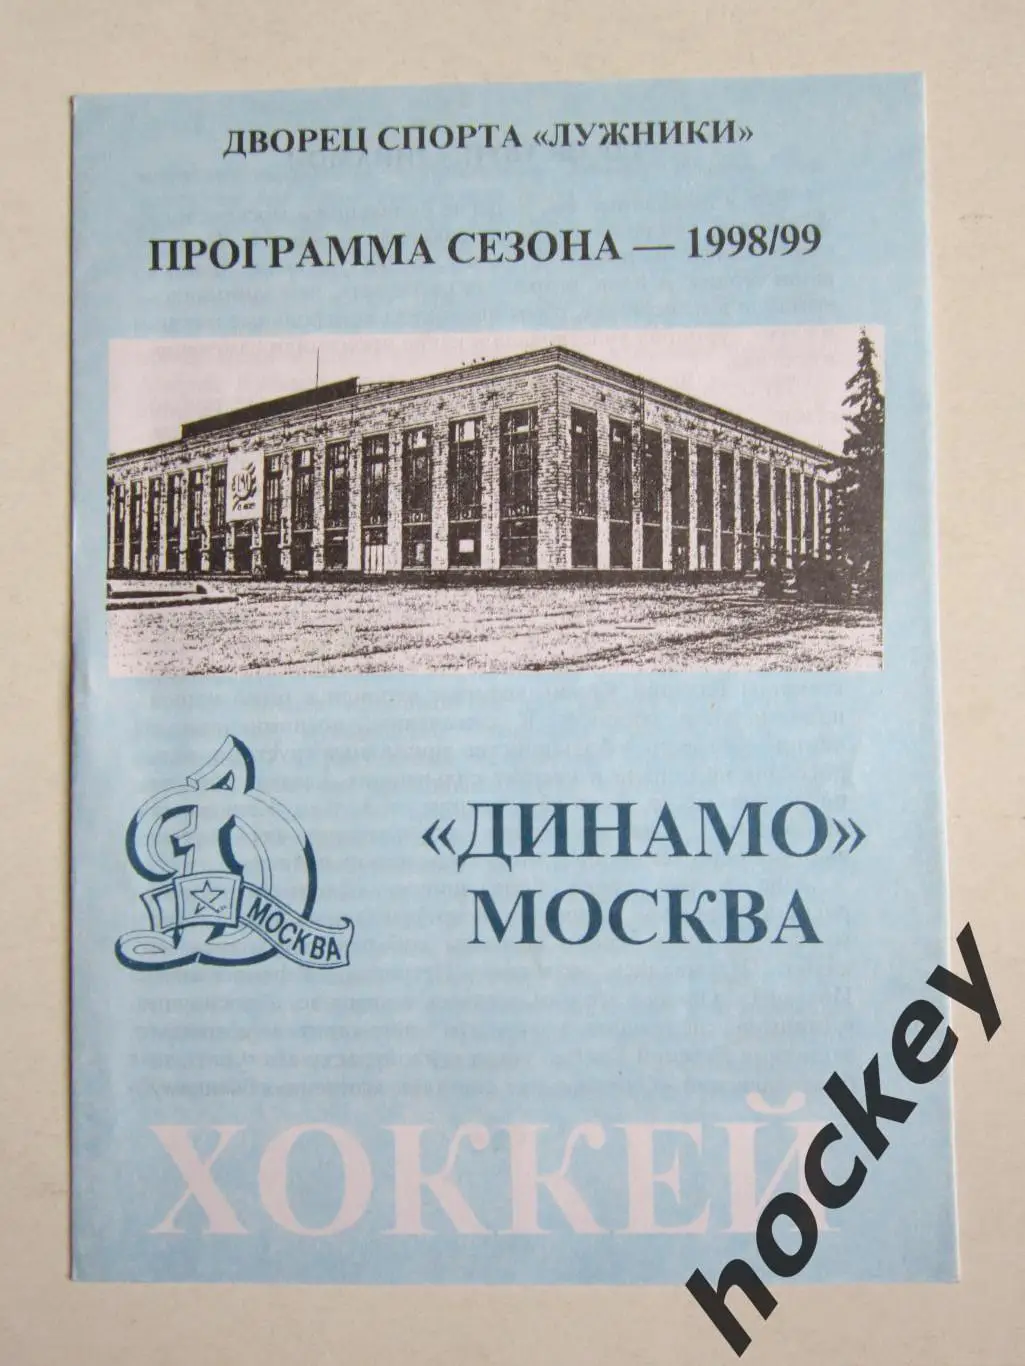 ДВОРЕЦ СПОРТА «ЛУЖНИКИ»
ПРОГРАММА СЕЗОНА — 1998/99
«ДИНАМО»
МОСКВА
МОСКВА
ХОККЕЙ
hockey